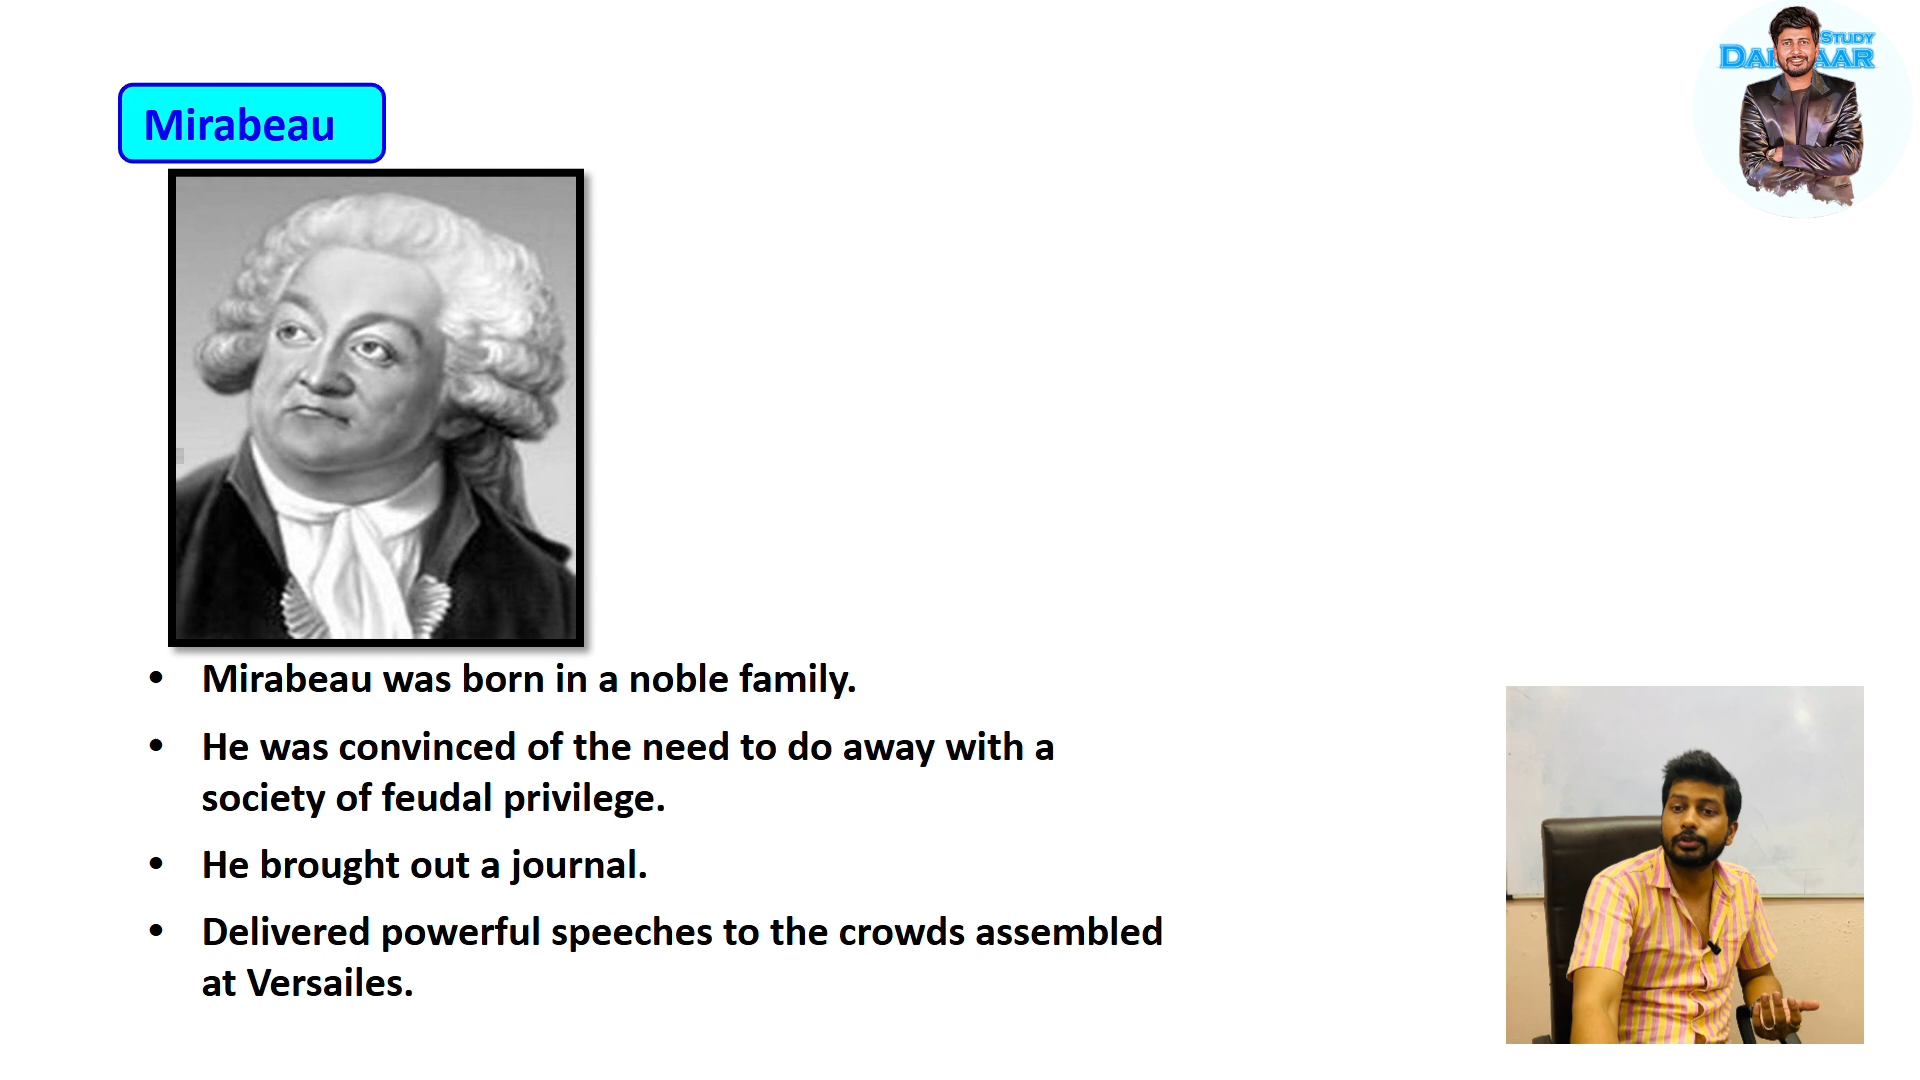 STUDY
Mirabeau
• Mirabeau was born in a noble family.
• He was convinced of the need to do away with a
society of feudal privilege.
• He brought out a journal.
• Delivered powerful speeches to the crowds assembled
at Versailes.